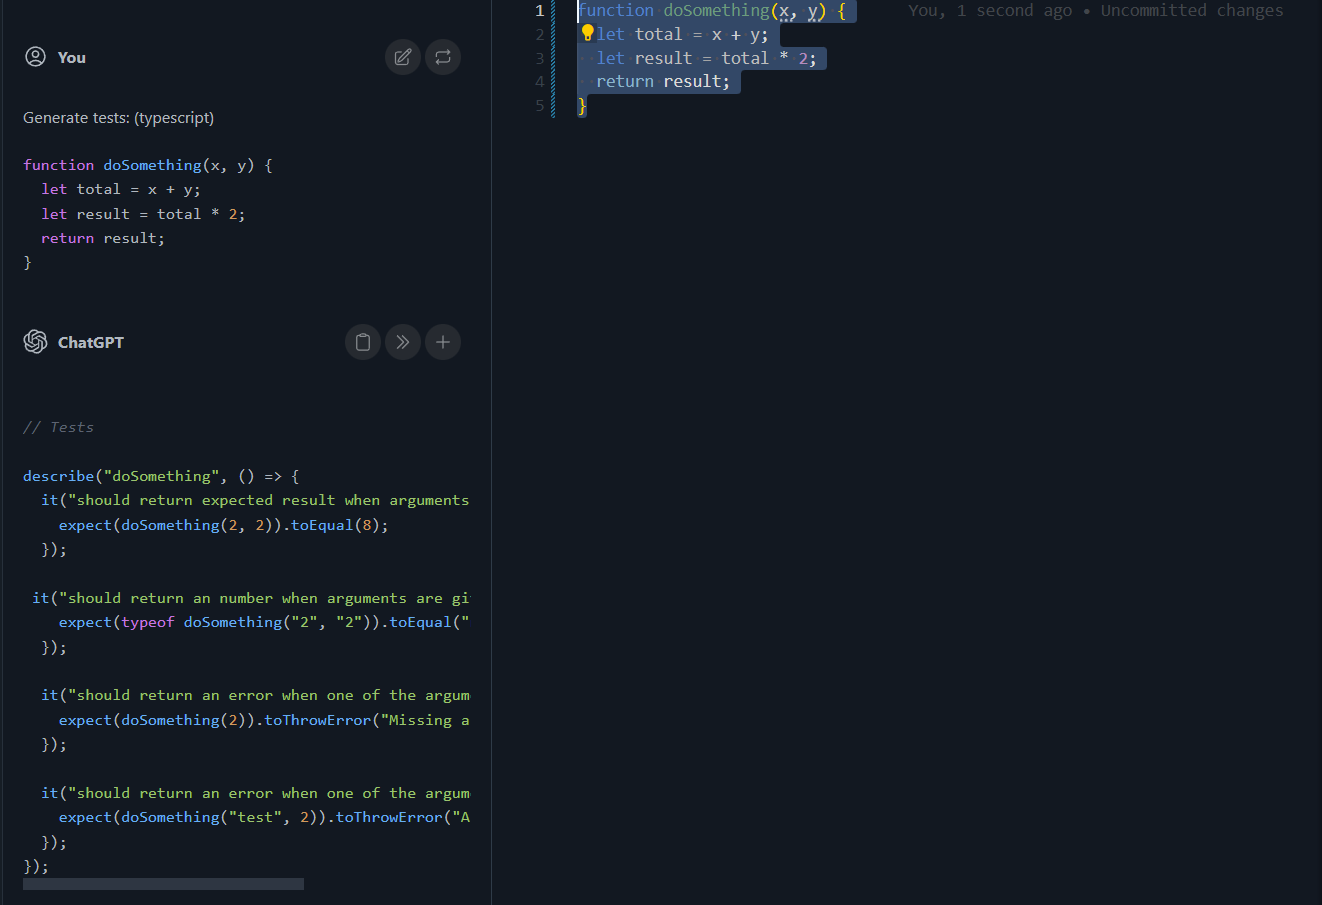 You
Generate tests: (typescript)
function doSomething(x, y) {
  let total = x + y;
  let result = total * 2;
  return result;
}
ChatGPT
// Tests
describe("doSomething", () => {
  it("should return expected result when arguments
    expect(doSomething(2, 2)).toEqual(8);
  });
 it("should return an number when arguments are gi
    expect(typeof doSomething("2", "2")).toEqual("
  });
  it("should return an error when one of the argum
    expect(doSomething(2)).toThrowError("Missing a
  });
  it("should return an error when one of the argum
    expect(doSomething("test", 2)).toThrowError("A
  });
});
1 function doSomething(x, y) { You, 1 second ago • Uncommitted changes
2 let total = x + y;
3 let result = total * 2;
4 return result;
5 }